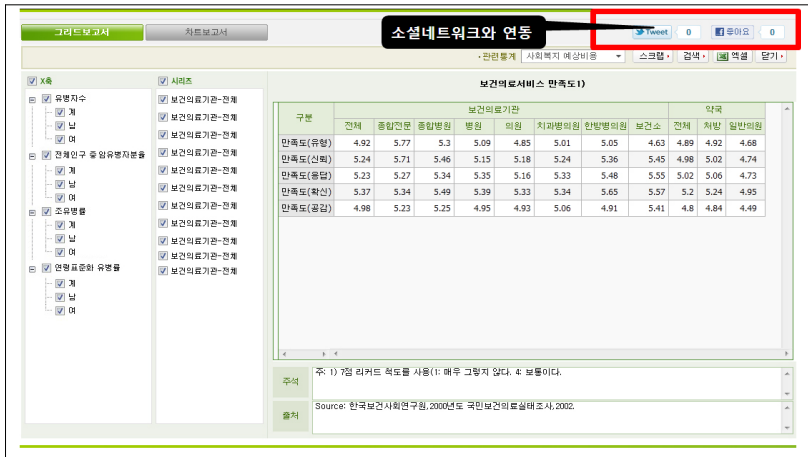 그리드보고서 차트보고서
소셜네트워크와 연동
Tweet 0 좋아요 0
·관련통계 사회복지 예상비용 스크랩 검색 엑셀 닫기
X축
유병자수
계
남
여
전체인구 중 암유병자분율
계
남
여
조유병률
계
남
여
연령표준화 유병률
계
남
여
시리즈
보건의료기관-전체
보건의료기관-전체
보건의료기관-전체
보건의료기관-전체
보건의료기관-전체
보건의료기관-전체
보건의료기관-전체
보건의료기관-전체
보건의료기관-전체
보건의료기관-전체
보건의료서비스 만족도1)
구분 보건의료기관 약국
전체 종합전문 종합병원 병원 의원 치과병의원 한방병의원 보건소 전체 처방 일반의원
만족도(유형) 4.92 5.77 5.3 5.09 4.85 5.01 5.05 4.63 4.89 4.92 4.68
만족도(신뢰) 5.24 5.71 5.46 5.15 5.18 5.24 5.36 5.45 4.98 5.02 4.74
만족도(응답) 5.23 5.27 5.34 5.35 5.16 5.33 5.48 5.55 5.02 5.06 4.73
만족도(확신) 5.37 5.34 5.49 5.39 5.33 5.34 5.65 5.57 5.2 5.24 4.95
만족도(공감) 4.98 5.23 5.25 4.95 4.93 5.06 4.91 5.41 4.8 4.84 4.49
주석 주: 1) 7점 리커드 척도를 사용(1: 매우 그렇지 않다. 4: 보통이다.
출처 Source: 한국보건사회연구원,2000년도 국민보건의료실태조사,2002.